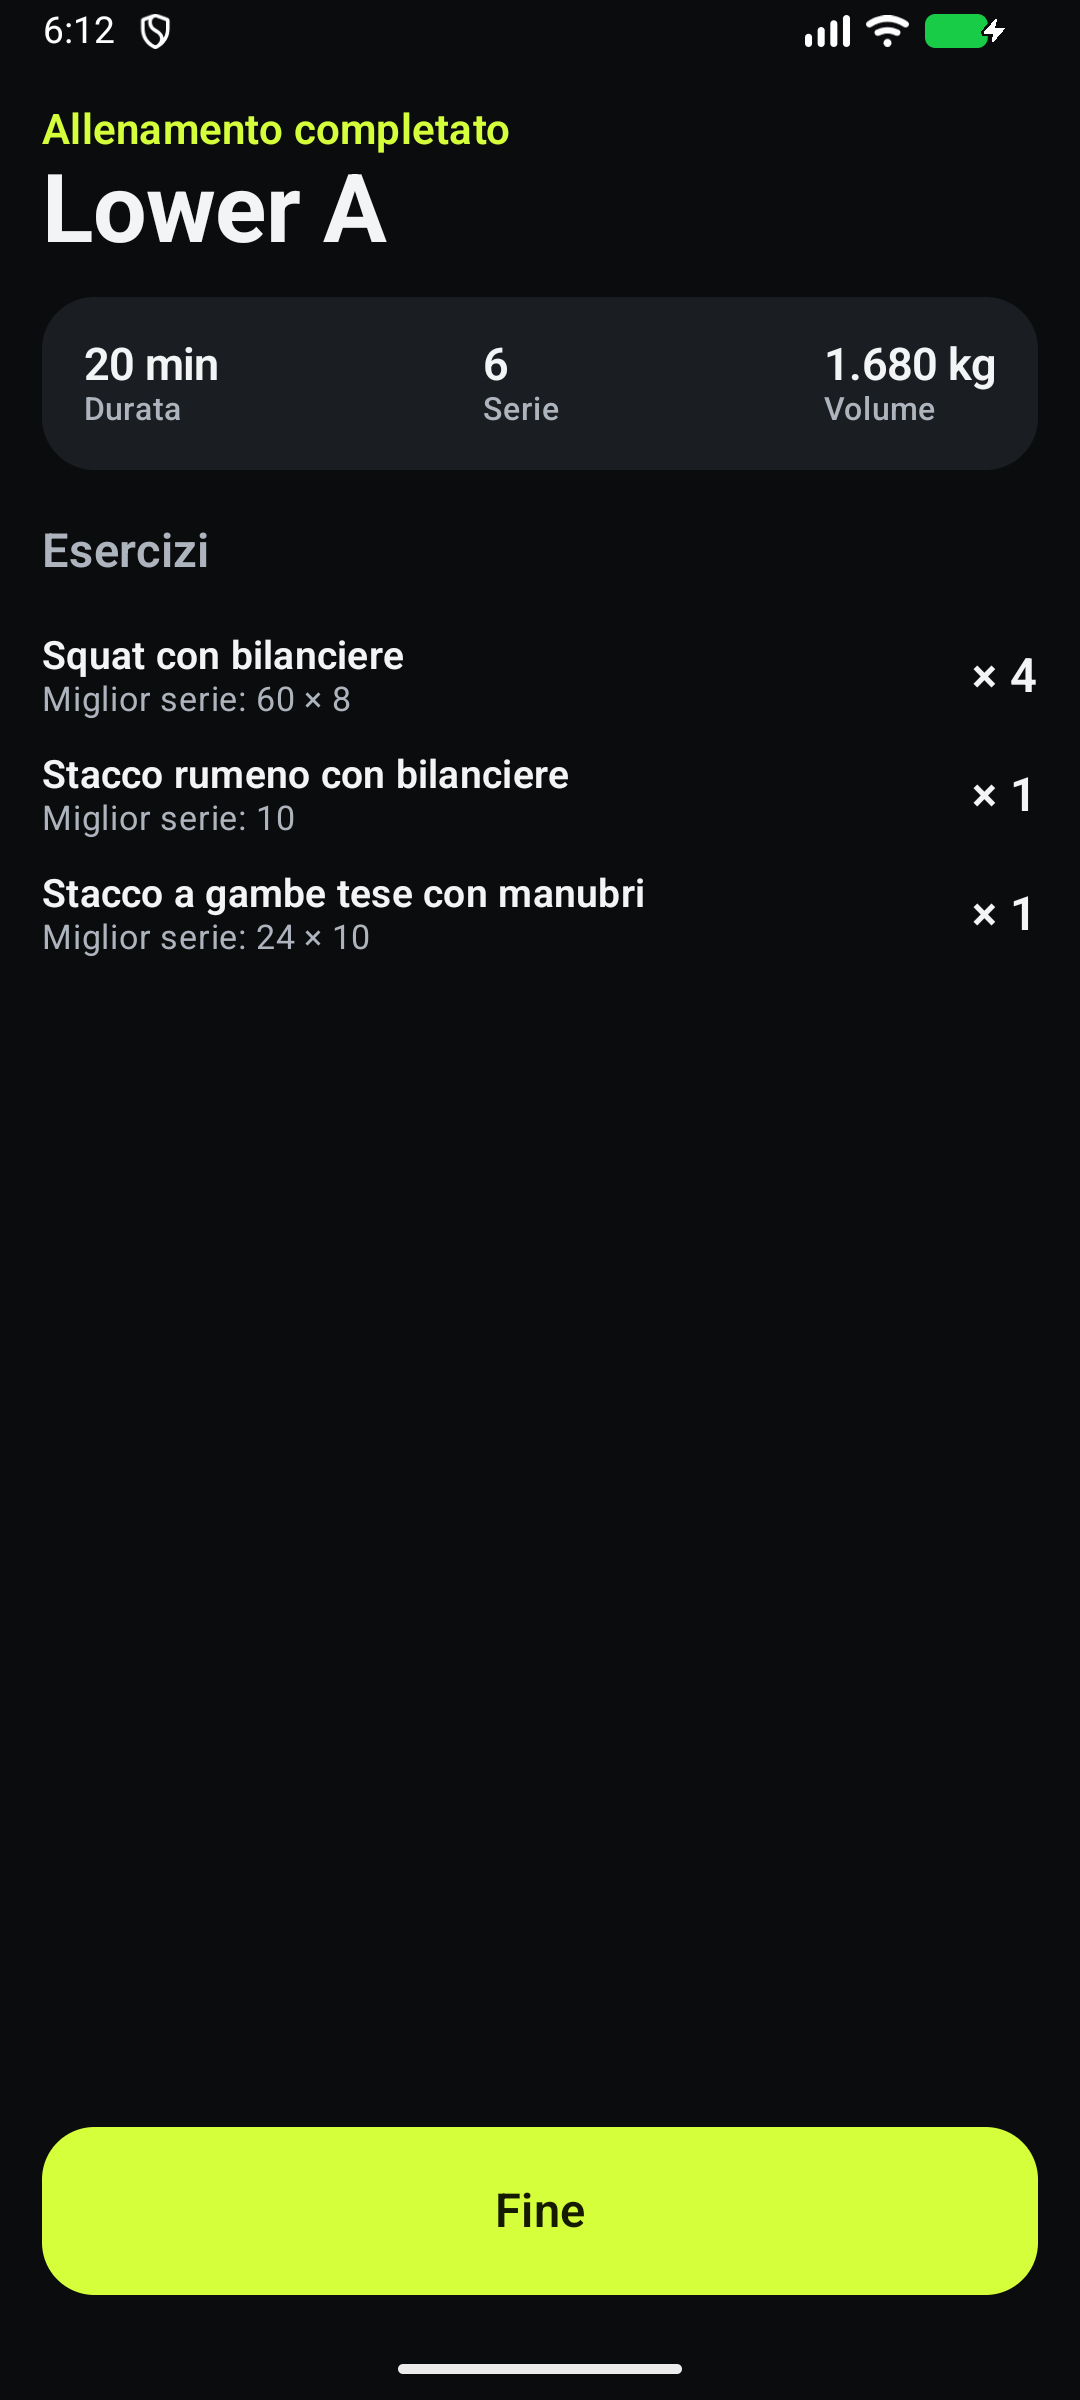 6:12
Allenamento completato
Lower A
20 min
Durata
6
Serie
1.680 kg
Volume
Esercizi
Squat con bilanciere
Miglior serie: 60 × 8
× 4
Stacco rumeno con bilanciere
Miglior serie: 10
× 1
Stacco a gambe tese con manubri
Miglior serie: 24 × 10
× 1
Fine